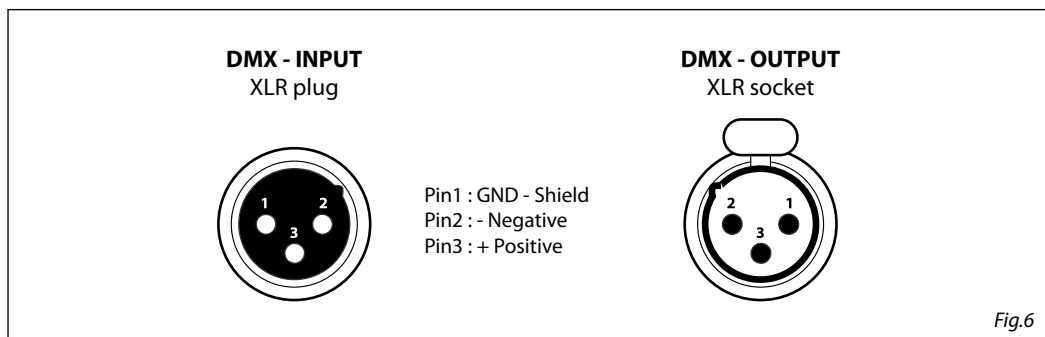 DMX - INPUT
XLR plug
1
2
3
Pin1 : GND - Shield
Pin2 : - Negative
Pin3 : + Positive
DMX - OUTPUT
XLR socket
2
1
3
Fig.6